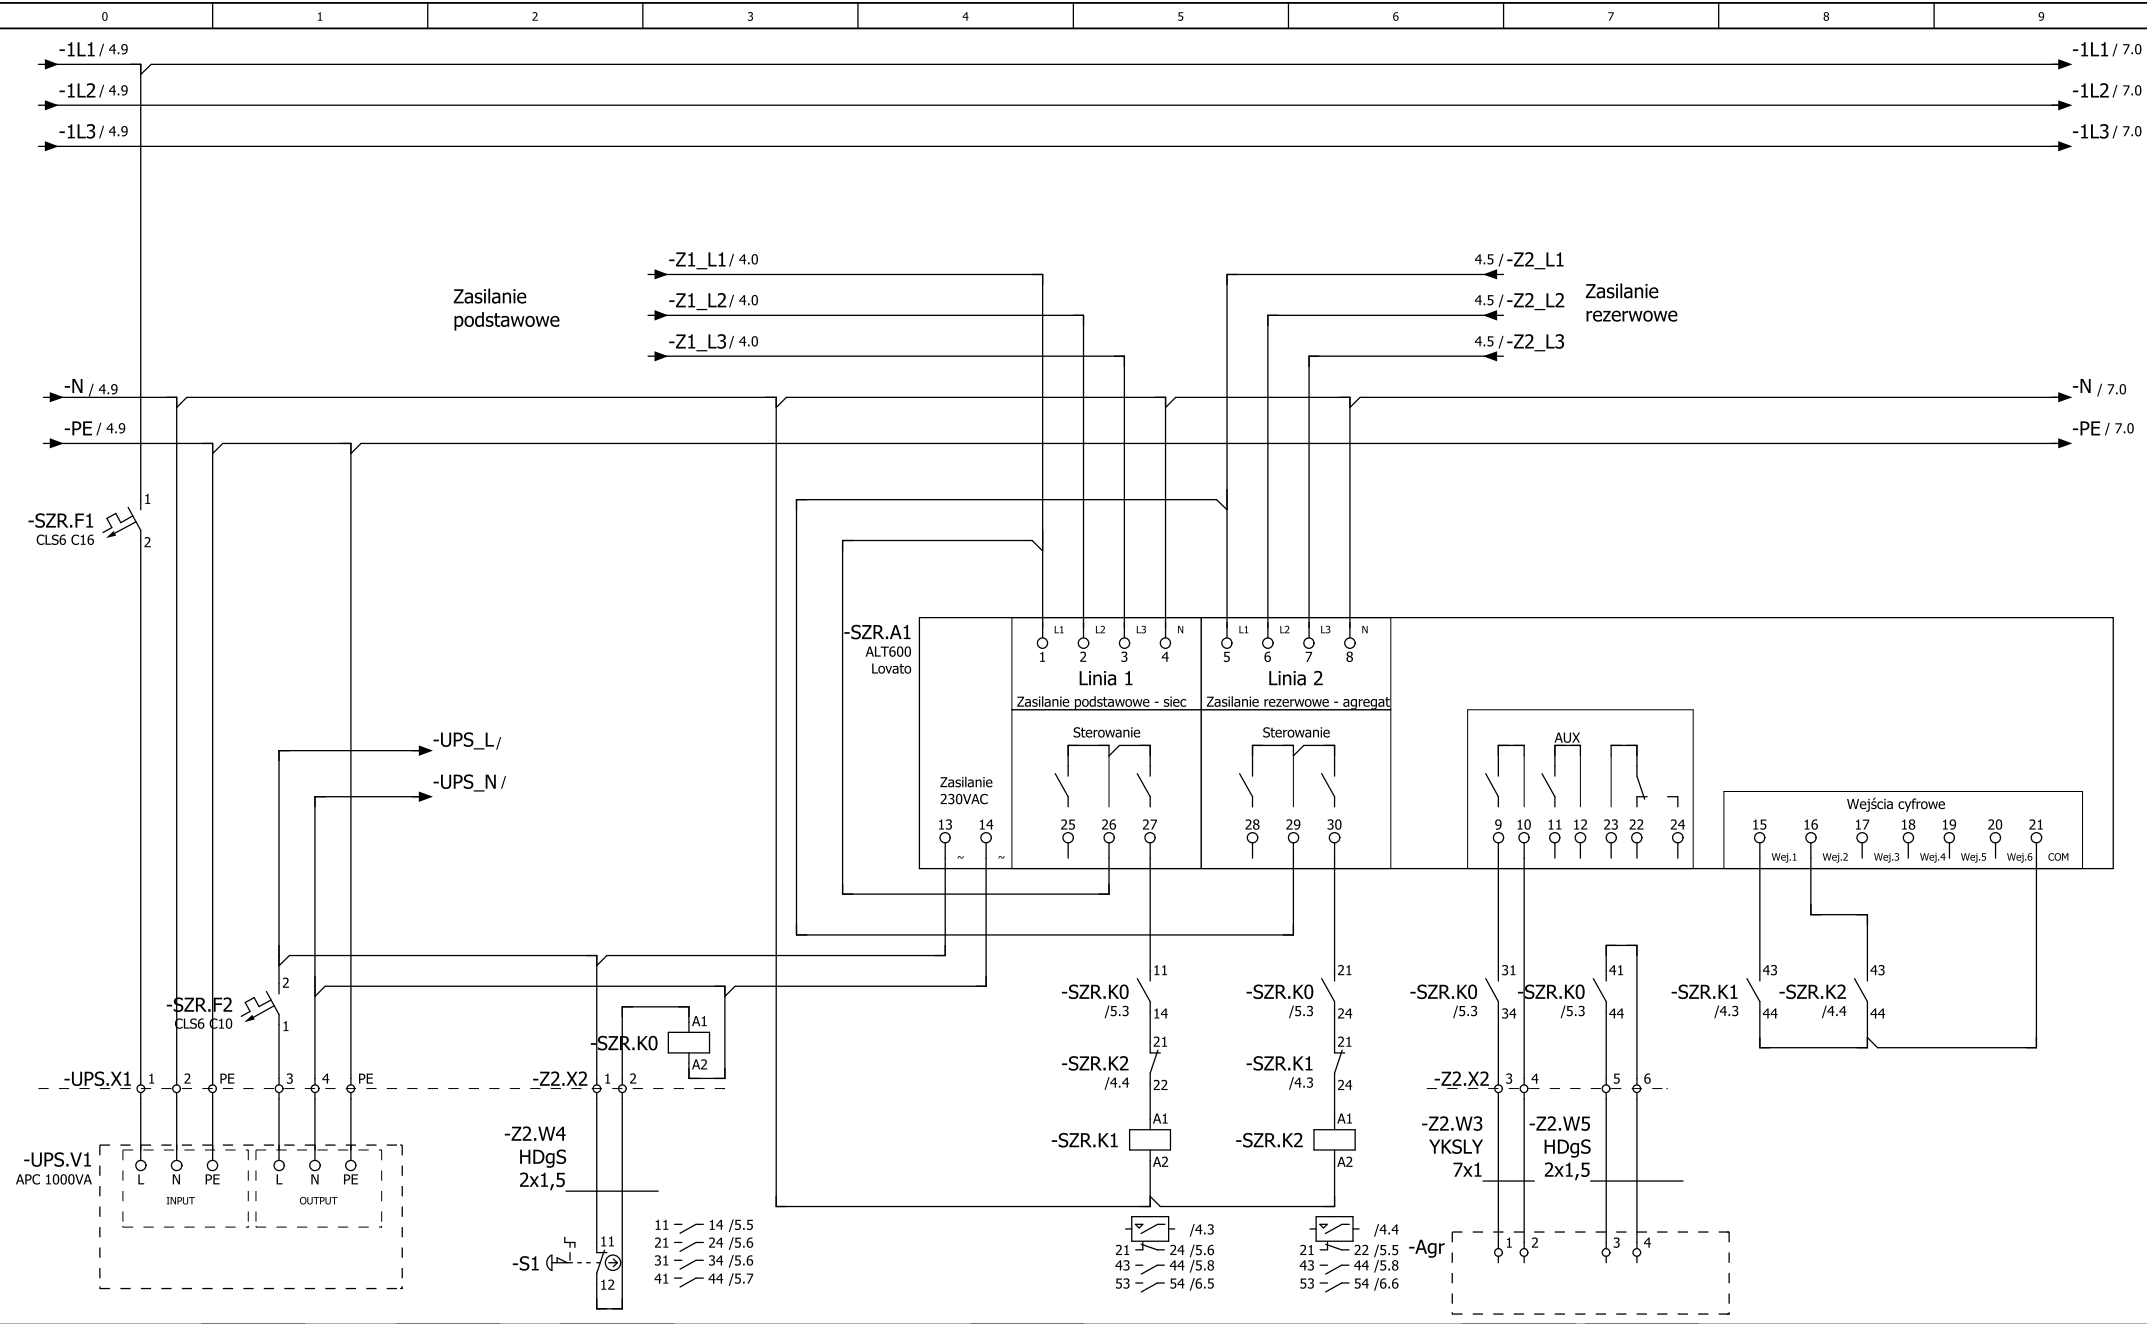 0 1 2 3 4 5 6 7 8 9
-1L1 / 4.9
-1L1 / 7.0
-1L2 / 4.9
-1L2 / 7.0
-1L3 / 4.9
-1L3 / 7.0
-Z1_L1 / 4.0
4.5 / -Z2_L1
Zasilanie
podstawowe
-Z1_L2 / 4.0
4.5 / -Z2_L2
Zasilanie
rezerwowe
-Z1_L3 / 4.0
4.5 / -Z2_L3
-N / 4.9
-N / 7.0
-PE / 4.9
-PE / 7.0
1
-SZR.F1
CLS6 C16
2
-SZR.A1
ALT600
Lovato
L1 L2 L3 N
1 2 3 4
Linia 1
Zasilanie podstawowe - siec
L1 L2 L3 N
5 6 7 8
Linia 2
Zasilanie rezerwowe - agregat
Sterowanie
Sterowanie
AUX
-UPS_L /
-UPS_N /
Zasilanie
230VAC
Wejścia cyfrowe
13 14 25 26 27 28 29 30 9 10 11 12 23 22 24 15 16 17 18 19 20 21
~ ~
Wej.1 Wej.2 Wej.3 Wej.4 Wej.5 Wej.6 COM
2
-SZR.F2
CLS6 C10
1
A1
-SZR.K0
A2
11
-SZR.K0
/5.3
14
21
-SZR.K0
/5.3
24
31
-SZR.K0
/5.3
34
41
-SZR.K0
/5.3
44
43
-SZR.K1
/4.3
44
43
-SZR.K2
/4.4
44
21
-SZR.K2
/4.4
22
21
-SZR.K1
/4.3
24
-UPS.X1 1 2 PE 3 4 PE
-Z2.X2 1 2
-Z2.X2 3 4 5 6
A1
-SZR.K1
A2
A1
-SZR.K2
A2
-Z2.W4
HDgS
2x1,5
-Z2.W3
YKSLY
7x1
-Z2.W5
HDgS
2x1,5
-UPS.V1
APC 1000VA
L N PE
INPUT
L N PE
OUTPUT
-S1
11
12
11 14 /5.5
21 24 /5.6
31 34 /5.6
41 44 /5.7
/4.3
21 24 /5.6
43 44 /5.8
53 54 /6.5
/4.4
21 22 /5.5
43 44 /5.8
53 54 /6.6
-Agr
1 2 3 4